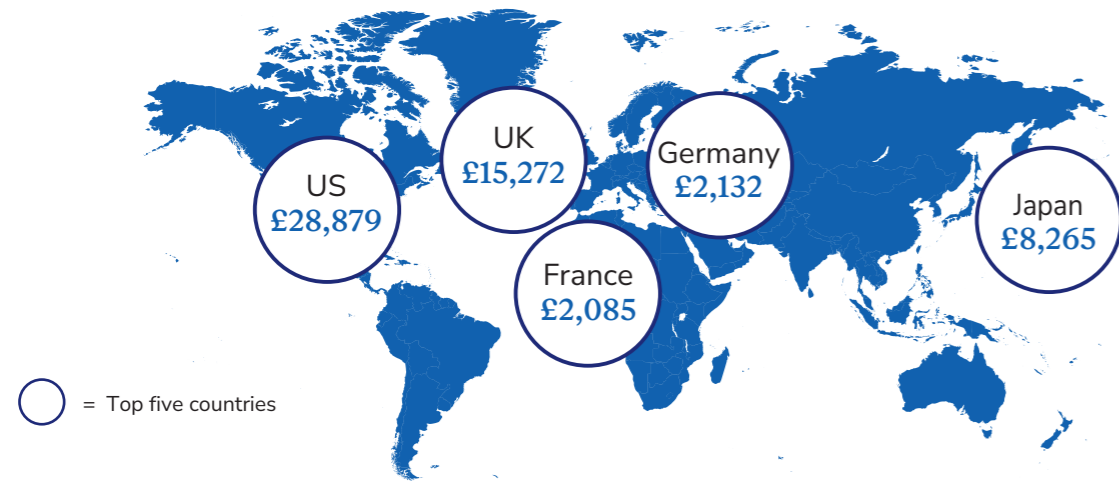 UK
£15,272
Germany
£2,132
US
£28,879
Japan
£8,265
France
£2,085
= Top five countries